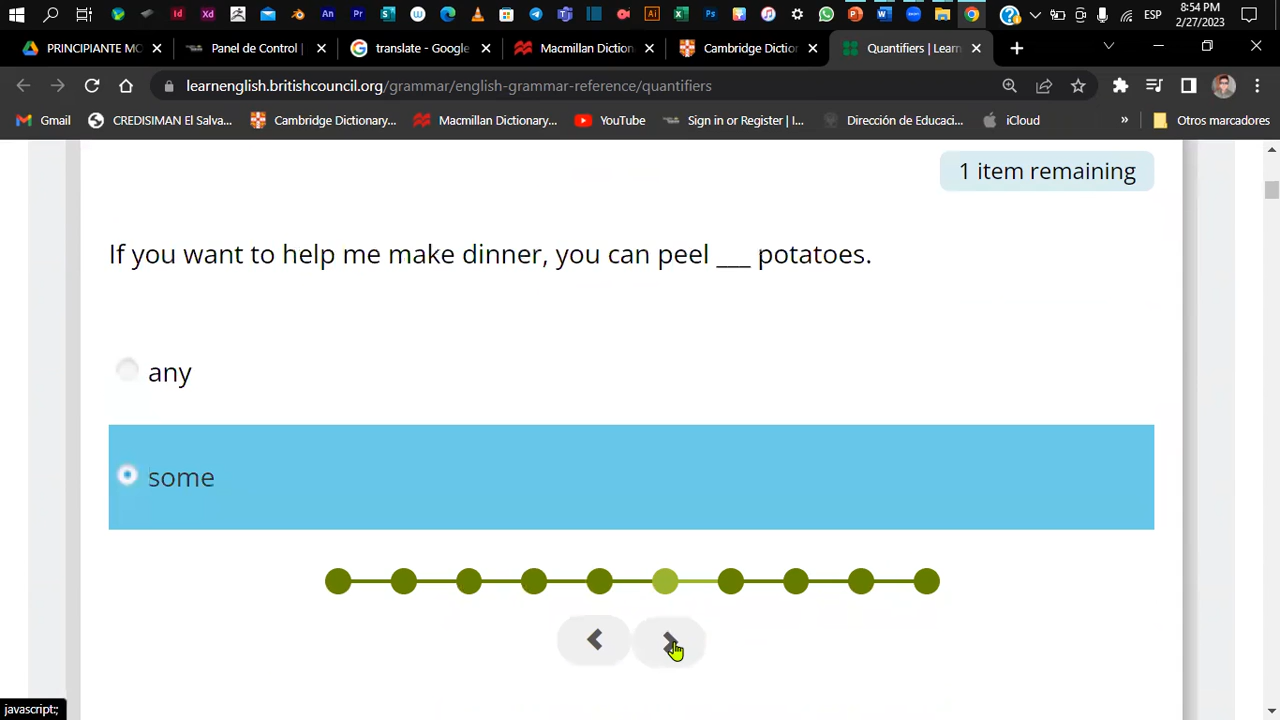 8:54 PM
ESP
2/27/2023
PRINCIPIANTE MO
Panel de Control |
translate - Google
Macmillan Diction
Cambridge Diction
Quantifiers | Learn
learnenglish.britishcouncil.org/grammar/english-grammar-reference/quantifiers
Gmail
CREDISIMAN El Salva...
Cambridge Dictionary...
Macmillan Dictionary...
YouTube
Sign in or Register | I...
Dirección de Educaci...
iCloud
»
Otros marcadores
1 item remaining
If you want to help me make dinner, you can peel ___ potatoes.
any
some
javascript:;